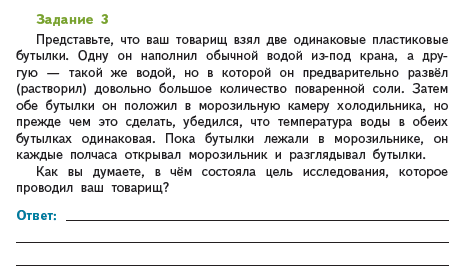 Задание 3
Представьте, что ваш товарищ взял две одинаковые пластиковые
бутылки. Одну он наполнил обычной водой из-под крана, а дру-
гую — такой же водой, но в которой он предварительно развёл
(растворил) довольно большое количество поваренной соли. Затем
обе бутылки он положил в морозильную камеру холодильника, но
прежде чем это сделать, убедился, что температура воды в обеих
бутылках одинаковая. Пока бутылки лежали в морозильнике, он
каждые полчаса открывал морозильник и разглядывал бутылки.
Как вы думаете, в чём состояла цель исследования, которое
проводил ваш товарищ?
Ответ: